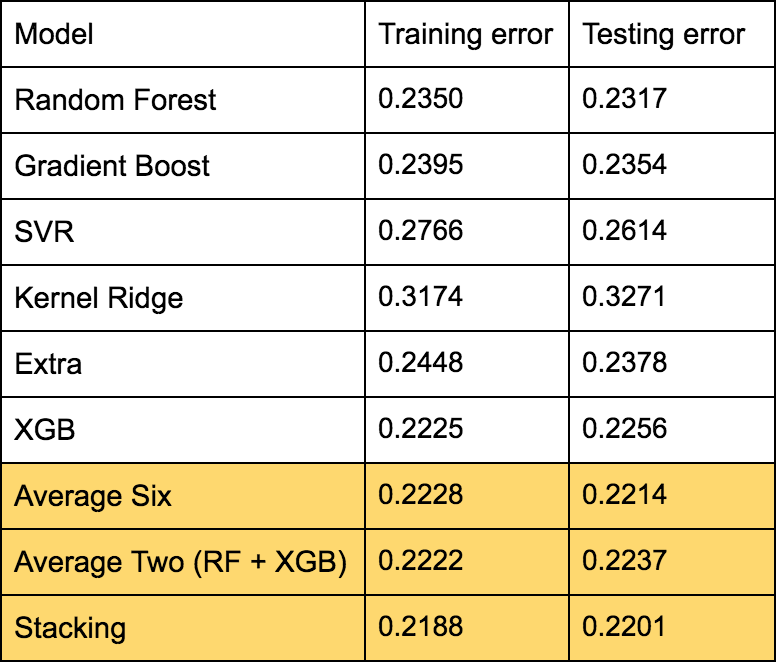 Model Training error Testing error
Random Forest 0.2350 0.2317
Gradient Boost 0.2395 0.2354
SVR 0.2766 0.2614
Kernel Ridge 0.3174 0.3271
Extra 0.2448 0.2378
XGB 0.2225 0.2256
Average Six 0.2228 0.2214
Average Two (RF + XGB) 0.2222 0.2237
Stacking 0.2188 0.2201